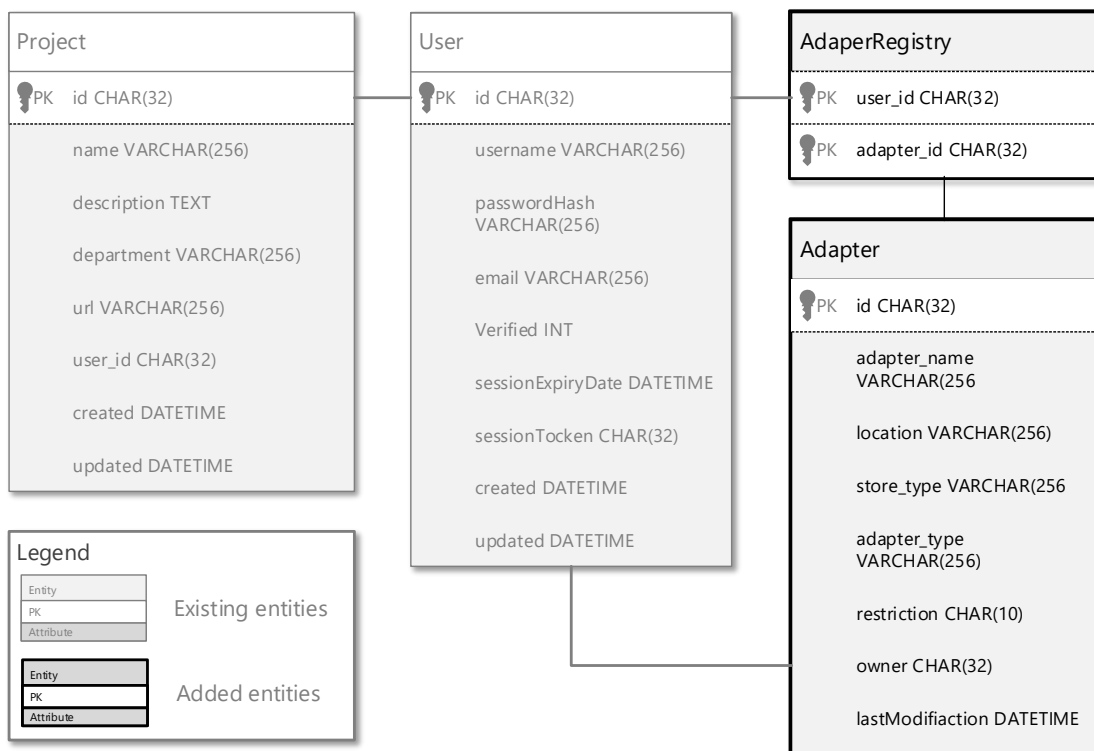 Project
PK id CHAR(32)
name VARCHAR(256)
description TEXT
department VARCHAR(256)
url VARCHAR(256)
user_id CHAR(32)
created DATETIME
updated DATETIME
User
PK id CHAR(32)
username VARCHAR(256)
passwordHash
VARCHAR(256)
email VARCHAR(256)
Verified INT
sessionExpiryDate DATETIME
sessionTocken CHAR(32)
created DATETIME
updated DATETIME
AdaperRegistry
PK user_id CHAR(32)
PK adapter_id CHAR(32)
Adapter
PK id CHAR(32)
adapter_name
VARCHAR(256
location VARCHAR(256)
store_type VARCHAR(256
adapter_type
VARCHAR(256)
restriction CHAR(10)
owner CHAR(32)
lastModifiaction DATETIME
Legend
Entity
PK
Attribute
Existing entities
Entity
PK
Attribute
Added entities